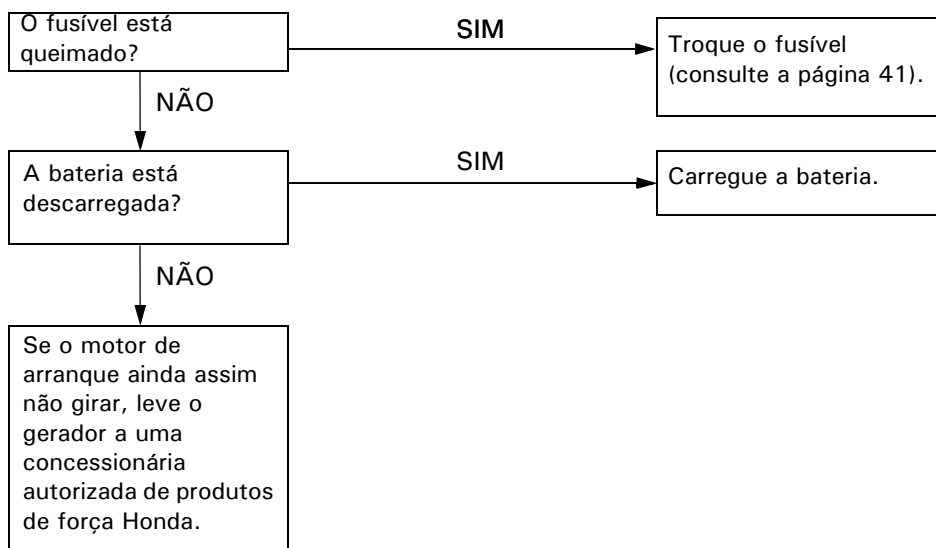 O fusível está
queimado?
SIM
Troque o fusível
(consulte a página 41).
NÃO
A bateria está
descarregada?
SIM
Carregue a bateria.
NÃO
Se o motor de
arranque ainda assim
não girar, leve o
gerador a uma
concessionária
autorizada de produtos
de força Honda.